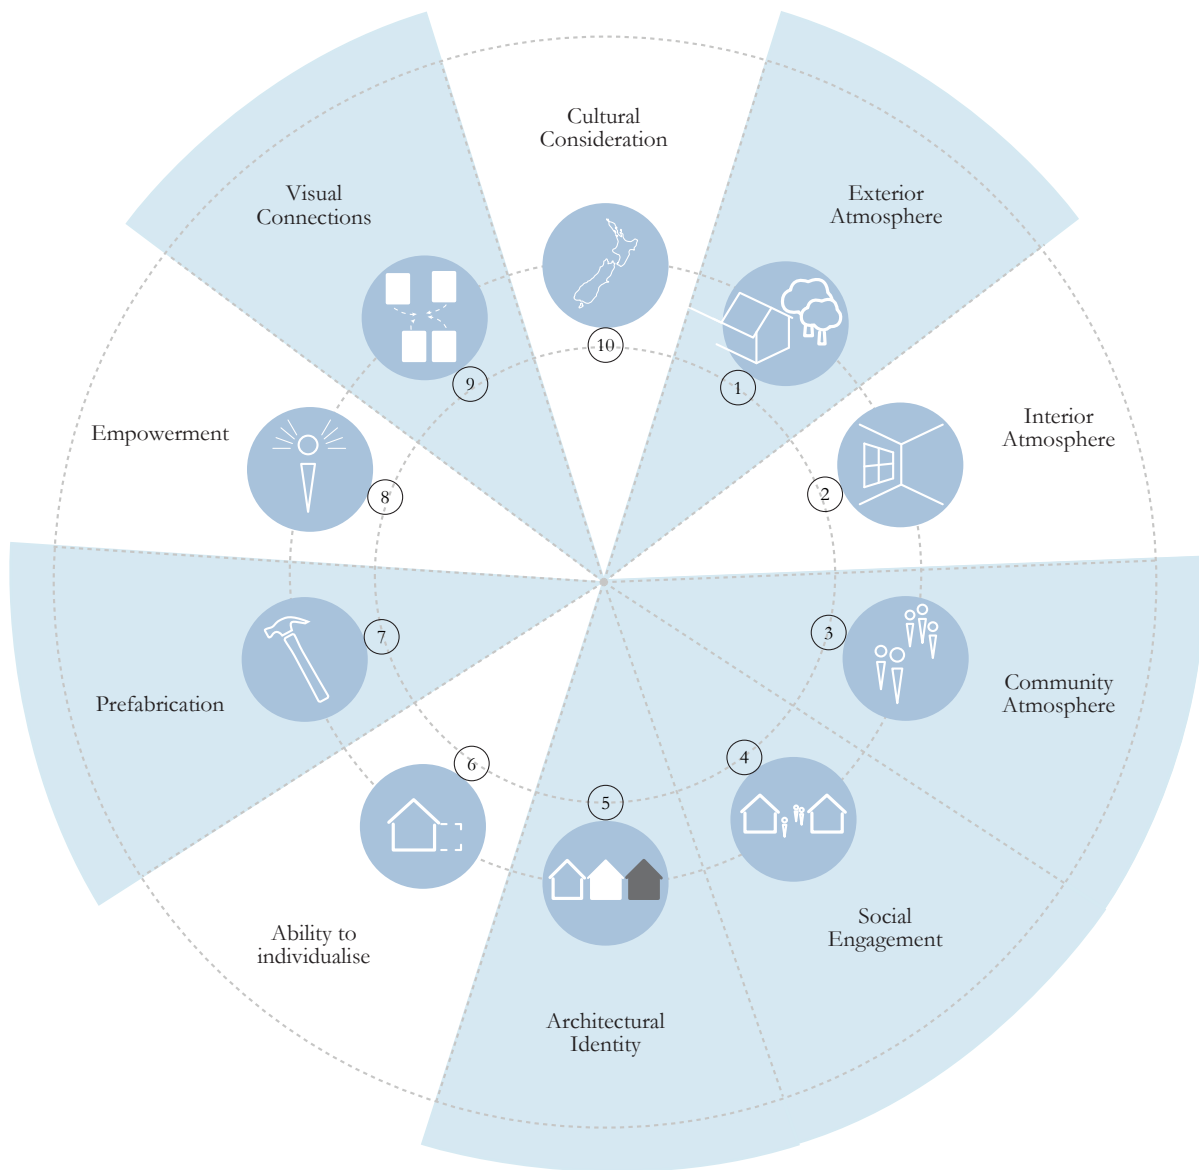 Cultural
Consideration
10
Exterior
Atmosphere
1
Interior
Atmosphere
2
Community
Atmosphere
3
Social
Engagement
4
Architectural
Identity
5
Ability to
individualise
6
Prefabrication
7
Empowerment
8
Visual
Connections
9